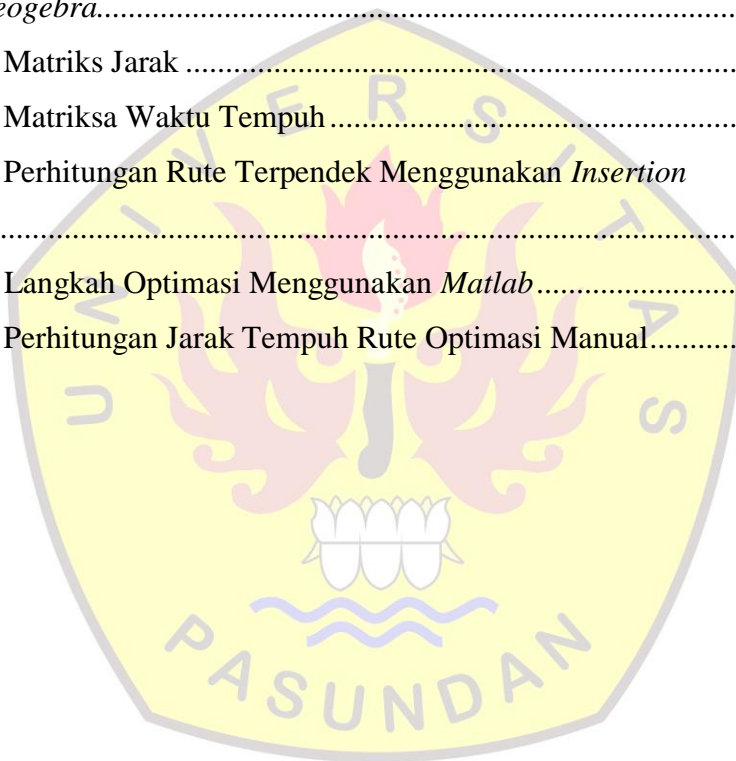 eogebra....................................................................................................
Matriks Jarak ..........................................................................................
Matriksa Waktu Tempuh ..................................................................
Perhitungan Rute Terpendek Menggunakan Insertion
....................................................................................................................
Langkah Optimasi Menggunakan Matlab ................................
Perhitungan Jarak Tempuh Rute Optimasi Manual............
UNIVERSITAS
PASUNDAN